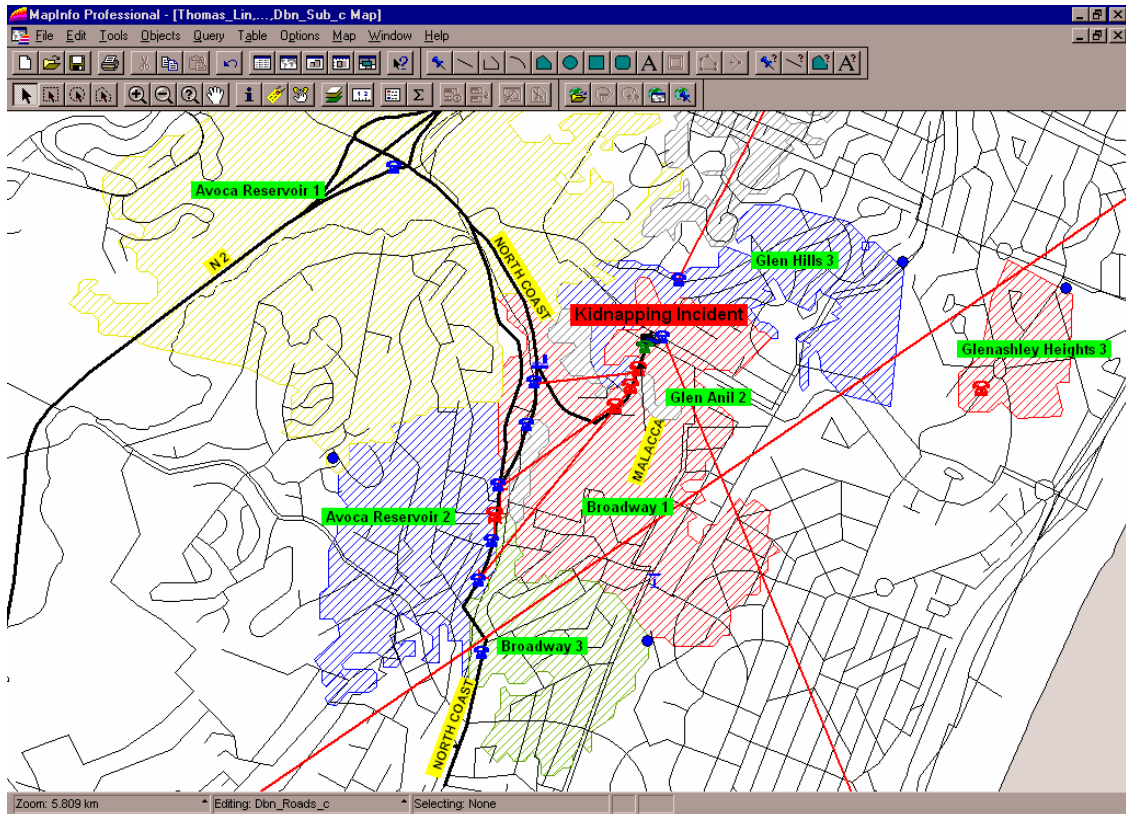 MapInfo Professional - [Thomas_Lin,...,Dbn_Sub_c Map]
File Edit Tools Objects Query Table Options Map Window Help
Avoca Reservoir 1
N 2
NORTH COAST
Glen Hills 3
Kidnapping Incident
Glenashley Heights 3
Glen Anil 2
MALACCA
Avoca Reservoir 2
Broadway 1
Broadway 3
NORTH COAST
Zoom: 5.809 km Editing: Dbn_Roads_c Selecting: None